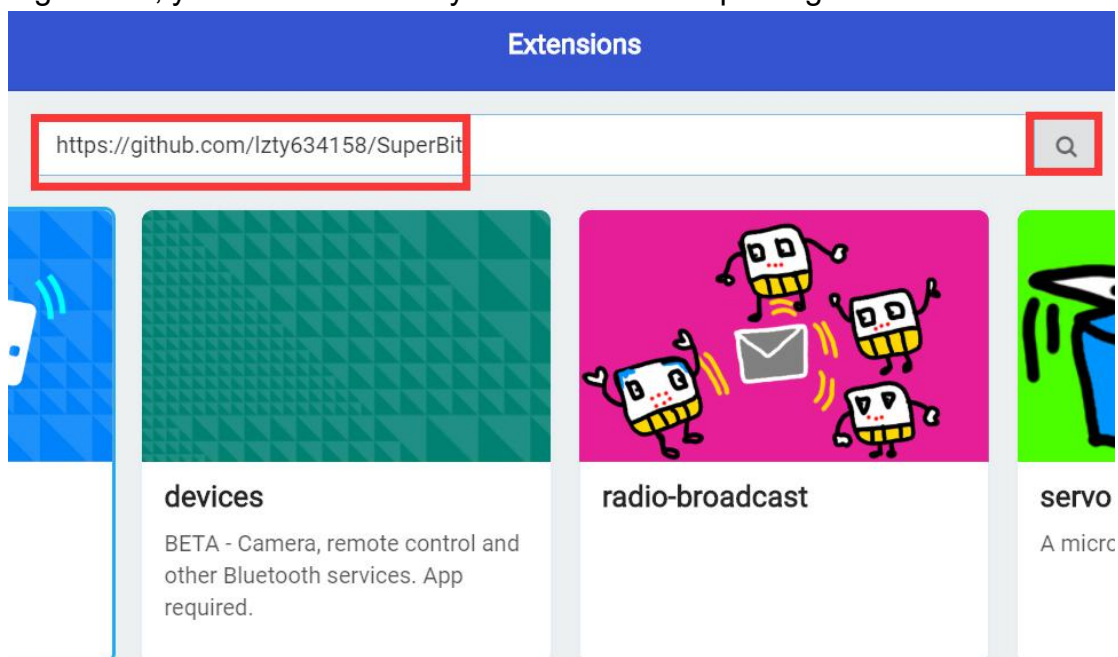 Extensions
https://github.com/lzty634158/SuperBit
devices
BETA - Camera, remote control and
other Bluetooth services. App
required.
radio-broadcast
servo
A micro